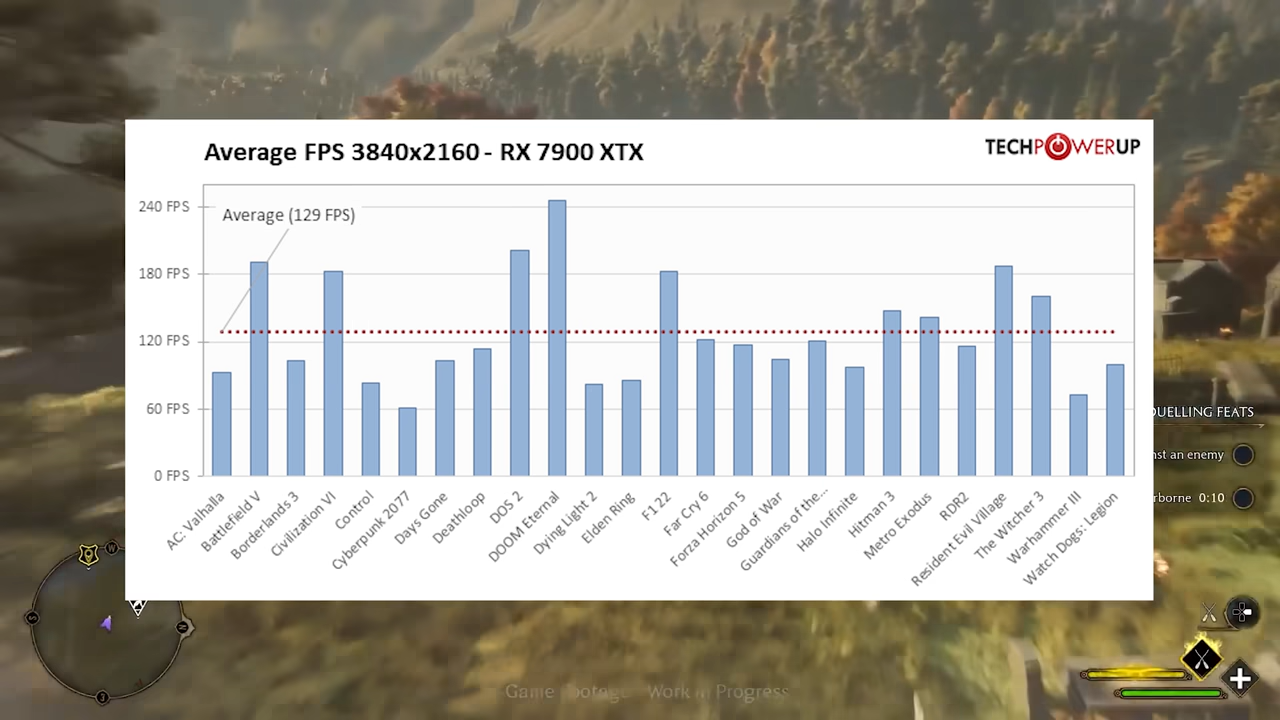 Average FPS 3840x2160 - RX 7900 XTX
TECHPOWERUP
240 FPS
180 FPS
120 FPS
60 FPS
0 FPS
Average (129 FPS)
AC: Valhalla
Battlefield V
Borderlands 3
Civilization VI
Control
Cyberpunk 2077
Days Gone
Deathloop
DOS 2
DOOM Eternal
Dying Light 2
Elden Ring
F1 22
Far Cry 6
Forza Horizon 5
God of War
Guardians of the...
Halo Infinite
Hitman 3
Metro Exodus
RDR2
Resident Evil Village
The Witcher 3
Warhammer III
Watch Dogs: Legion
DUELLING FEATS
an enemy
0:10
W
N
S
Game Footage Work in Progress